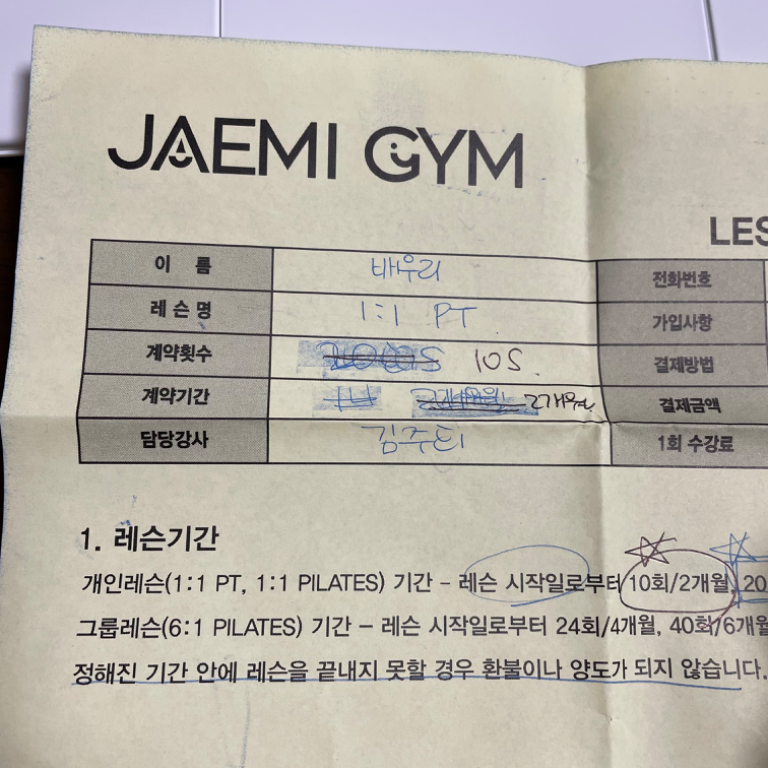 JAEMI GYM
LES
이 름 배우리 전화번호
레슨명 1:1 PT 가입사항
계약횟수 10S. 결제방법
계약기간 2개월 결제금액
담당강사 김주티 1회 수강료
1. 레슨기간
개인레슨(1:1 PT, 1:1 PILATES) 기간 – 레슨 시작일로부터 10회/2개월, 20
그룹레슨(6:1 PILATES) 기간 – 레슨 시작일로부터 24회/4개월, 40회/6개월
정해진 기간 안에 레슨을 끝내지 못할 경우 환불이나 양도가 되지 않습니다.